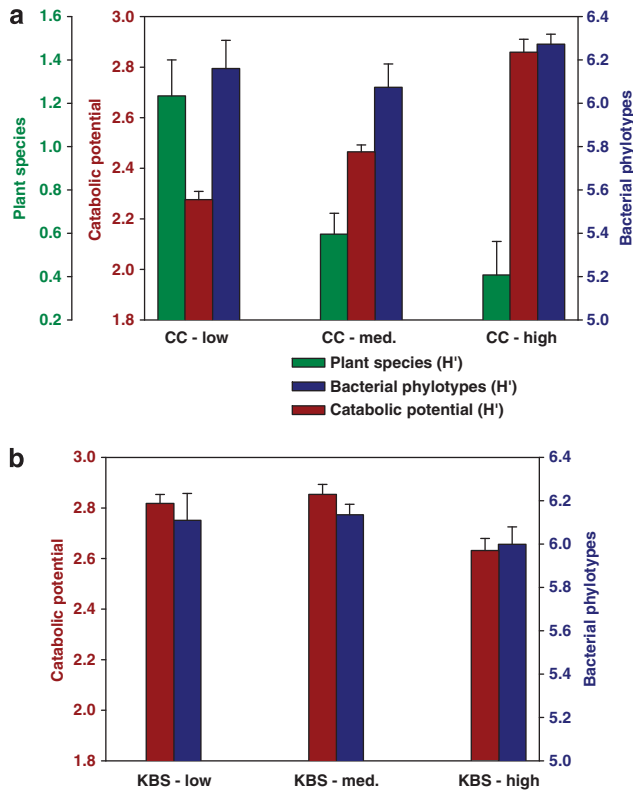 a
Plant species
1.6
1.4
1.2
1.0
0.8
0.6
0.4
0.2
Catabolic potential
3.0
2.8
2.6
2.4
2.2
2.0
1.8
6.4
6.2
6.0
5.8
5.6
5.4
5.2
5.0
Bacterial phylotypes
CC - low
CC - med.
CC - high
Plant species (H')
Bacterial phylotypes (H')
Catabolic potential (H')
b
Catabolic potential
3.0
2.8
2.6
2.4
2.2
2.0
1.8
6.4
6.2
6.0
5.8
5.6
5.4
5.2
5.0
Bacterial phylotypes
KBS - low
KBS - med.
KBS - high